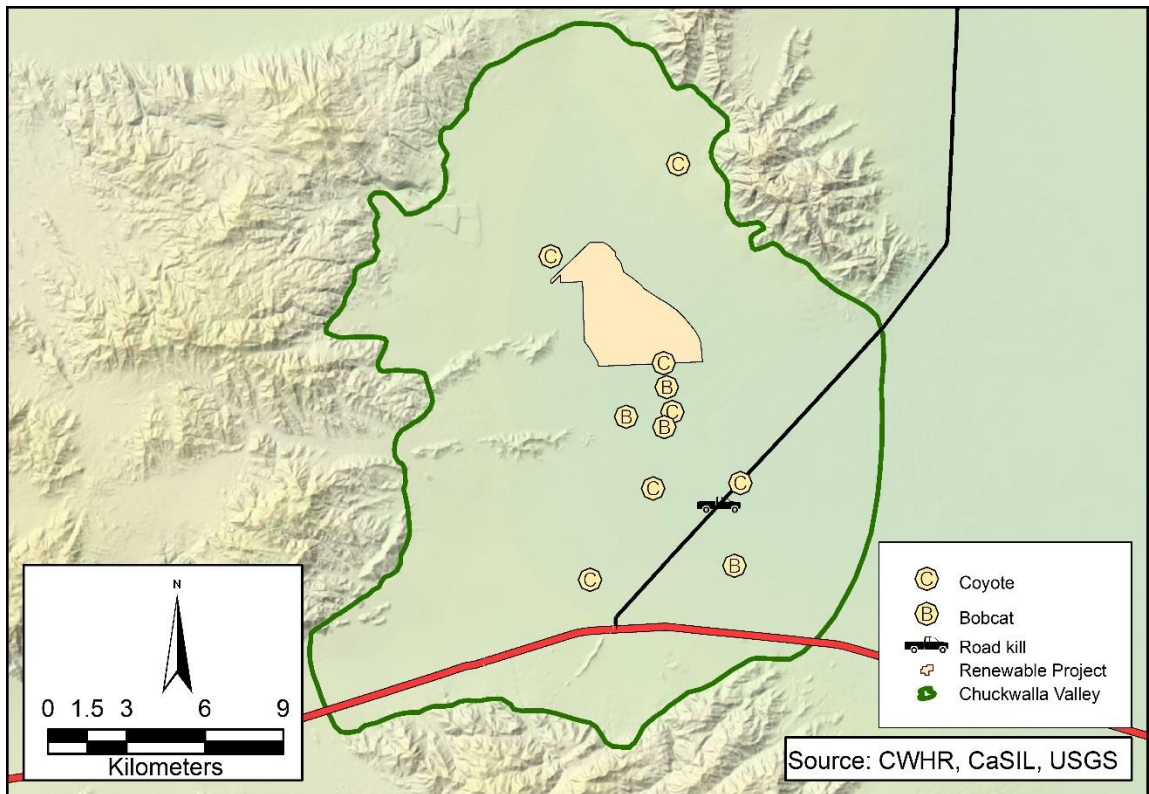 C
C
C
B
C
B
B
C
C
B
C
N
0 1.5 3 6 9
Kilometers
C Coyote
B Bobcat
Road kill
Renewable Project
Chuckwalla Valley
Source: CWHR, CaSIL, USGS